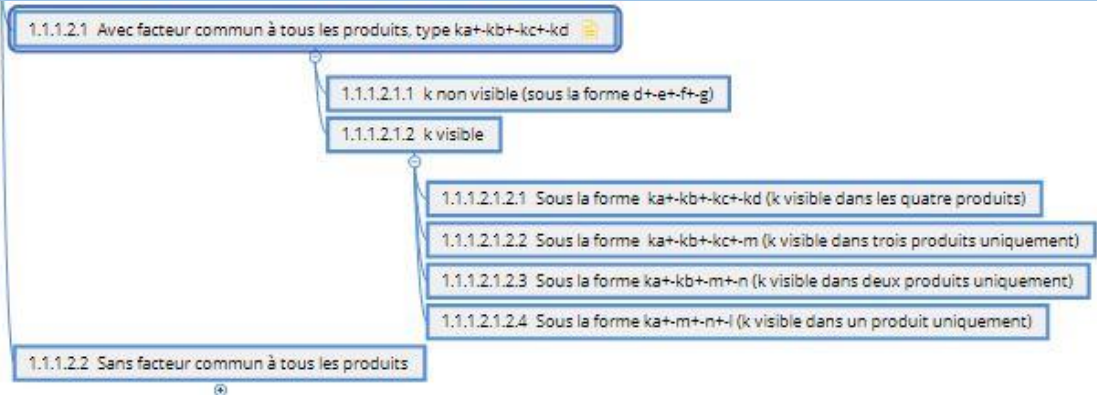 1.1.1.2.1 Avec facteur commun à tous les produits, type ka+-kb+-kc+-kd
1.1.1.2.1.1 k non visible (sous la forme d+-e+-f+-g)
1.1.1.2.1.2 k visible
1.1.1.2.1.2.1 Sous la forme ka+-kb+-kc+-kd (k visible dans les quatre produits)
1.1.1.2.1.2.2 Sous la forme ka+-kb+-kc+-m (k visible dans trois produits uniquement)
1.1.1.2.1.2.3 Sous la forme ka+-kb+-m+-n (k visible dans deux produits uniquement)
1.1.1.2.1.2.4 Sous la forme ka+-m+-n+-l (k visible dans un produit uniquement)
1.1.1.2.2 Sans facteur commun à tous les produits